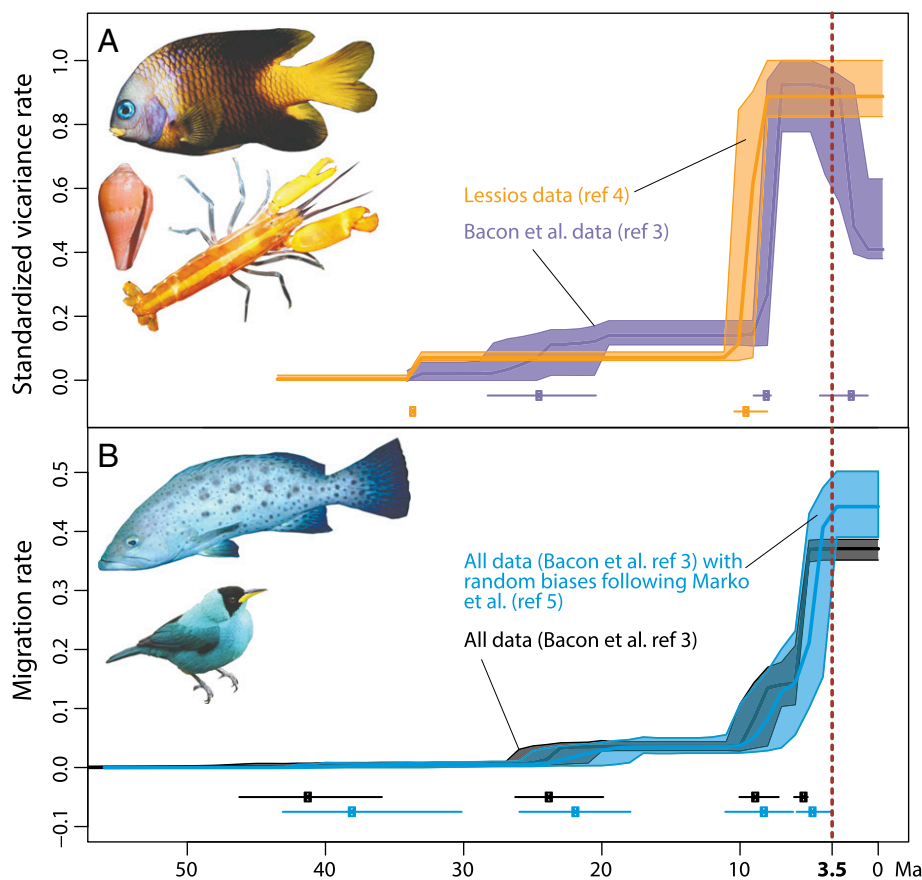 A
Standardized vicariance rate
1.0
0.8
0.6
0.4
0.2
0.0
Lessios data (ref 4)
Bacon et al. data (ref 3)
B
Migration rate
0.5
0.4
0.3
0.2
0.1
0.0
−0.1
All data (Bacon et al. ref 3) with
random biases following Marko
et al. (ref 5)
All data (Bacon et al. ref 3)
50 40 30 20 10 3.5 0 Ma